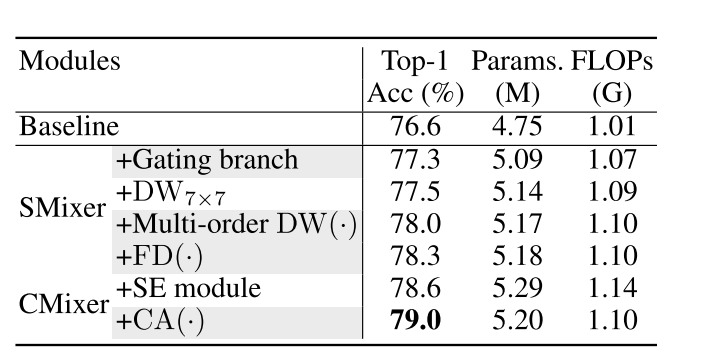 Modules Top-1 Params. FLOPs
Acc (%) (M) (G)
Baseline 76.6 4.75 1.01
+Gating branch 77.3 5.09 1.07
SMixer +DW7×7 77.5 5.14 1.09
+Multi-order DW(·) 78.0 5.17 1.10
+FD(·) 78.3 5.18 1.10
CMixer +SE module 78.6 5.29 1.14
+CA(·) 79.0 5.20 1.10